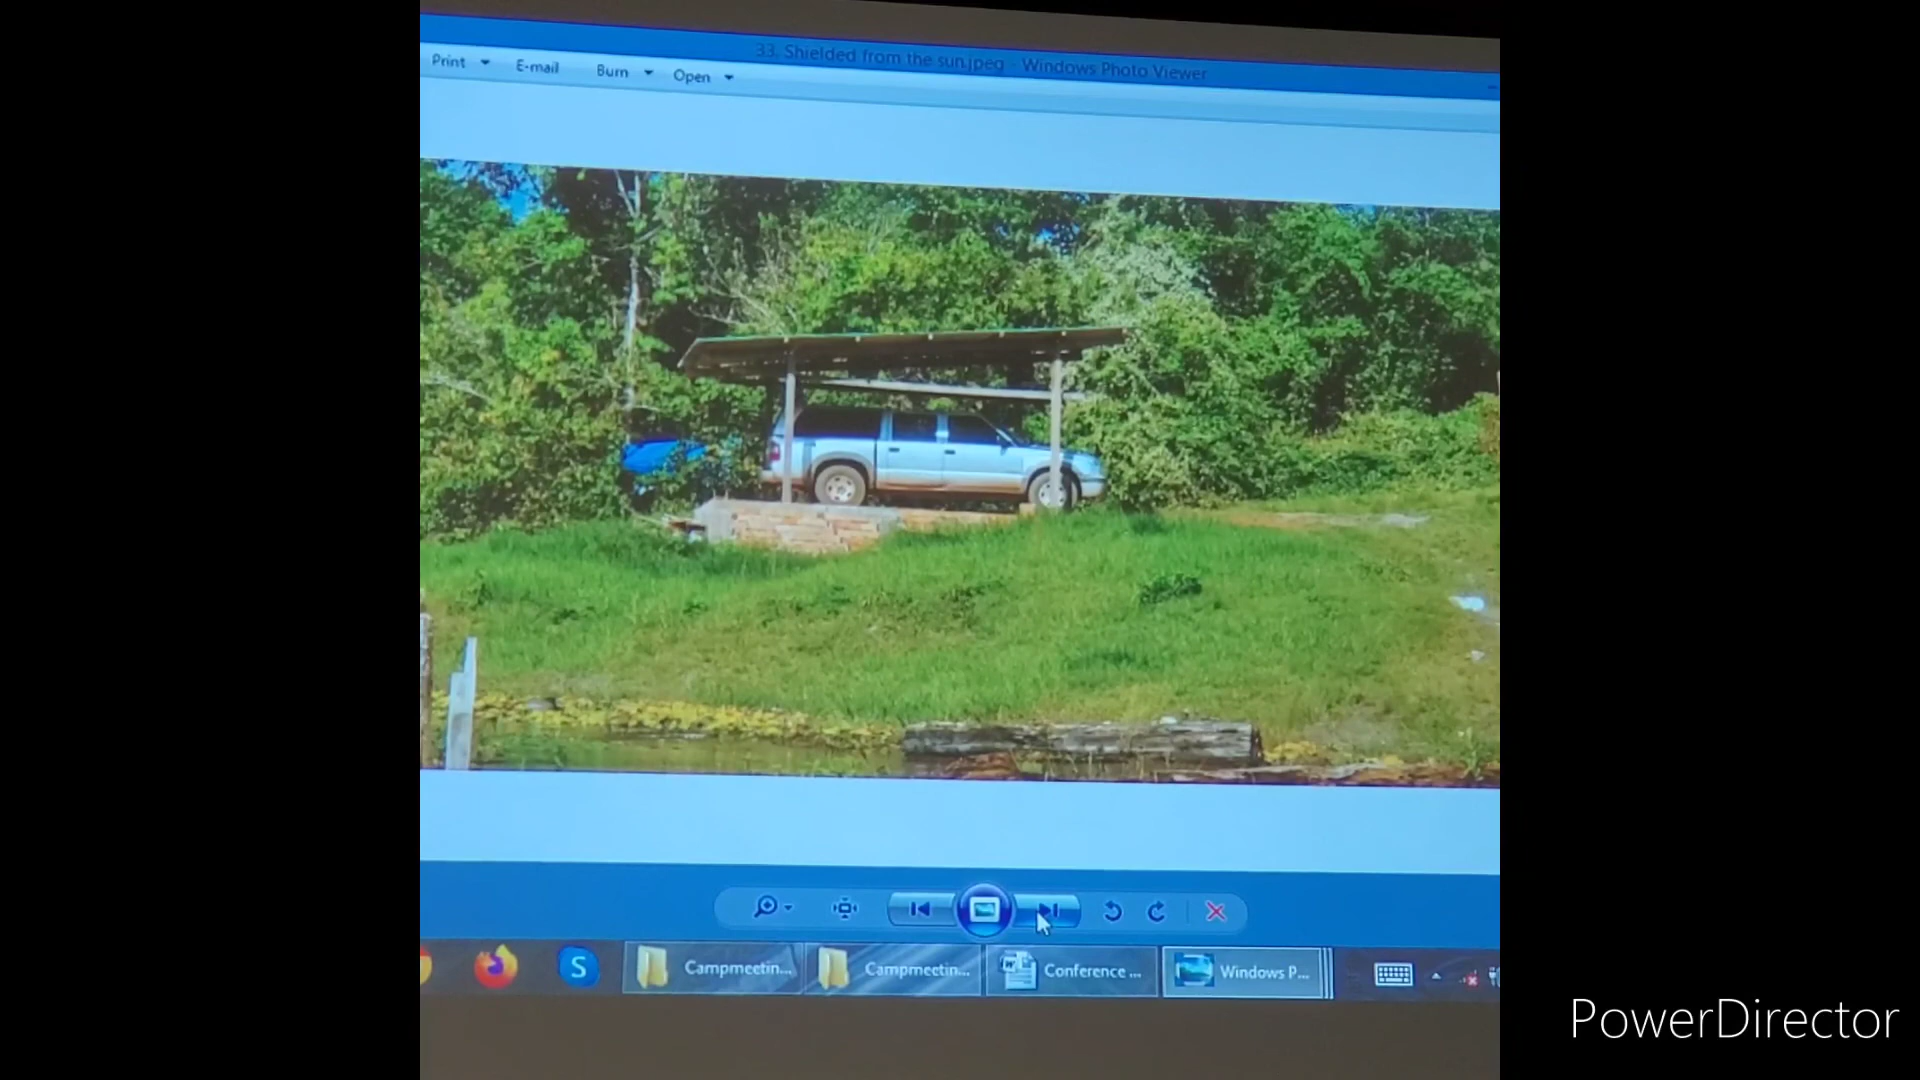 33. Shielded from the sun.jpeg - Windows Photo Viewer
Print E-mail Burn Open
S Campmeetin... Campmeetin... Conference ... Windows P...
PowerDirector